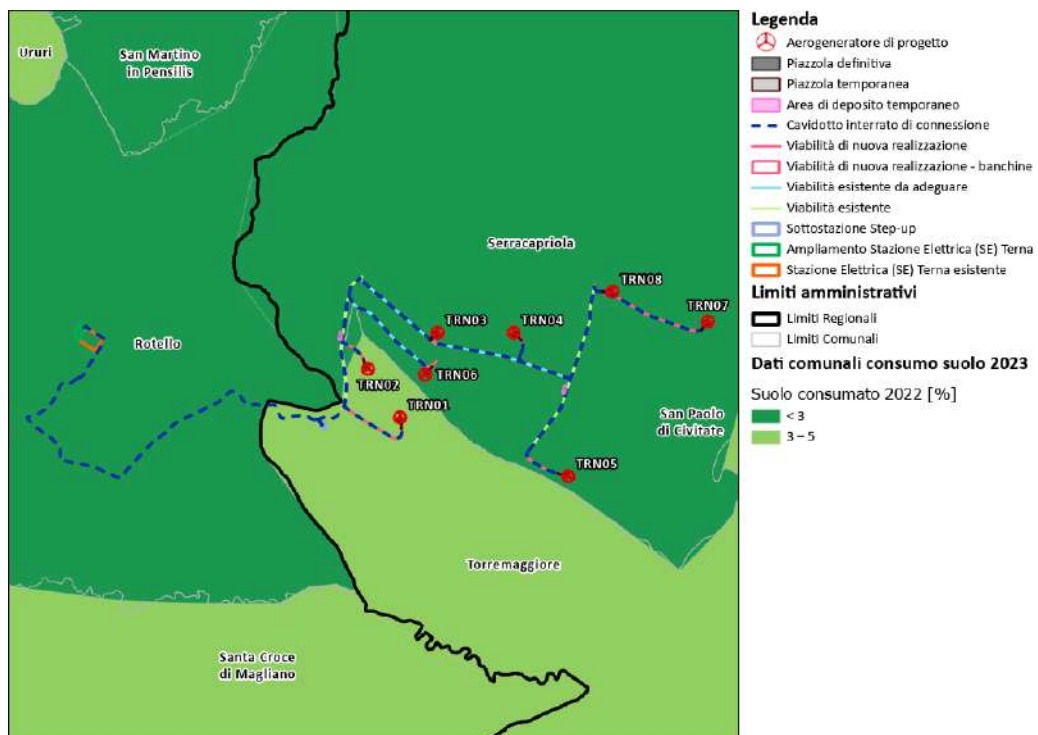 Ururi
San Martino
in Pensilis
Serracapriola
TRN08
TRN07
TRN03
TRN04
Rotello
TRN02
TRN06
TRN01
San Paolo
di Civitate
TRN05
Torremaggiore
Santa Croce
di Magliano
Legenda
Aerogeneratore di progetto
Piazzola definitiva
Piazzola temporanea
Area di deposito temporaneo
Cavidotto interrato di connessione
Viabilità di nuova realizzazione
Viabilità di nuova realizzazione - banchine
Viabilità esistente da adeguare
Viabilità esistente
Sottostazione Step-up
Ampliamento Stazione Elettrica (SE) Terna
Stazione Elettrica (SE) Terna esistente
Limiti amministrativi
Limiti Regionali
Limiti Comunali
Dati comunali consumo suolo 2023
Suolo consumato 2022 [%]
< 3
3 – 5